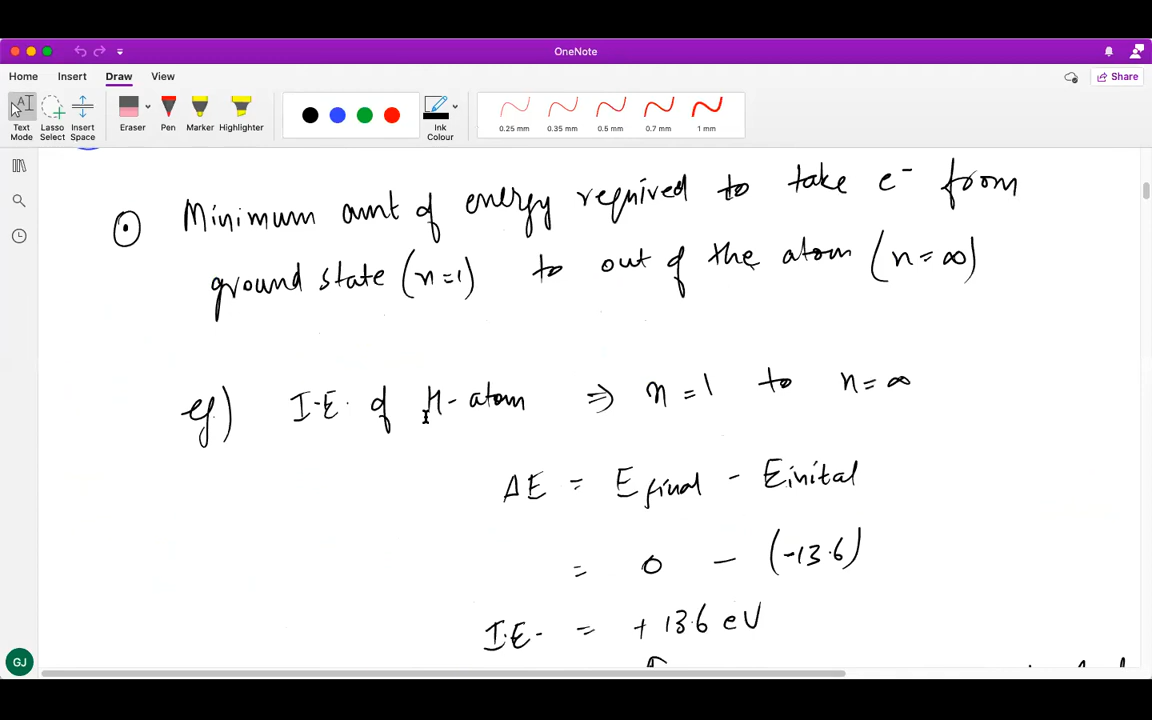 OneNote
Home Insert Draw View
Share
Text Mode
Lasso Select
Insert Space
Eraser
Pen
Marker
Highlighter
Ink Colour
0.25 mm 0.35 mm 0.5 mm 0.7 mm 1 mm
Minimum amt of energy required to take e⁻ from
ground state (n=1) to out of the atom (n=∞)
eg) I.E. of H-atom ⇒ n=1 to n=∞
ΔE = Efinal - Einital
= 0 - (-13.6)
I.E. = +13.6 eV
GJ